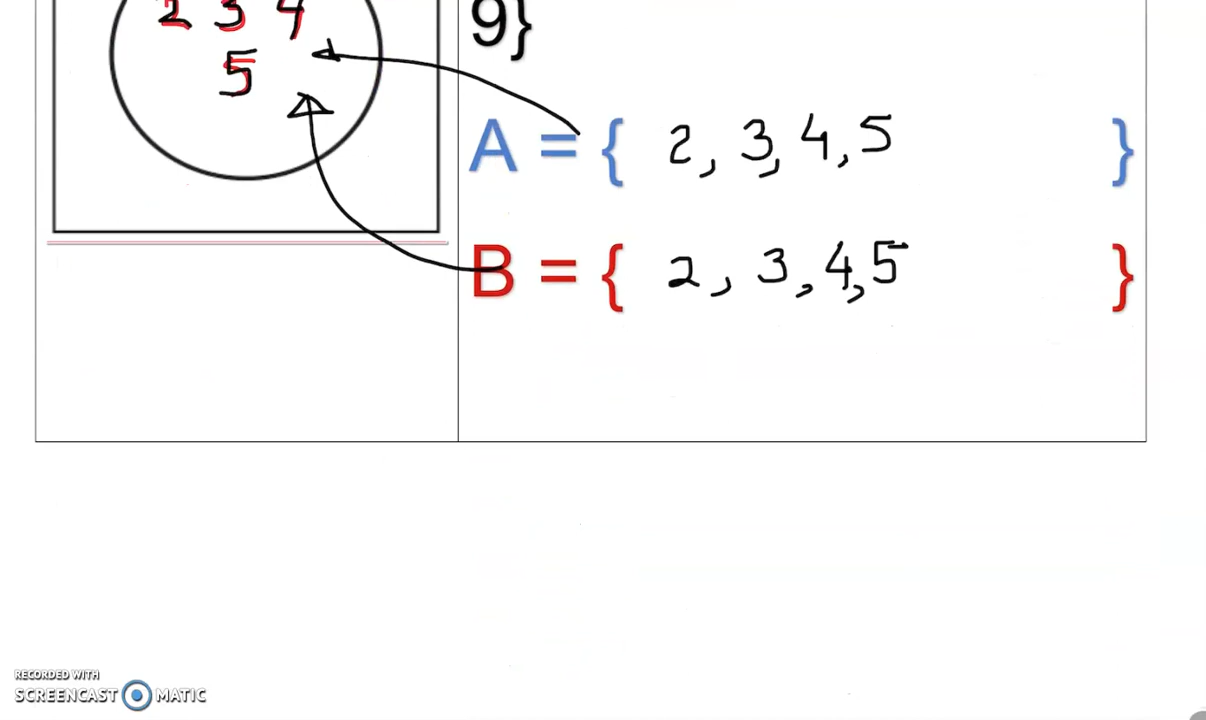 2 3 4
5
9}
A = { 2, 3, 4, 5 }
B = { 2, 3, 4, 5 }
RECORDED WITH
SCREENCAST MATIC